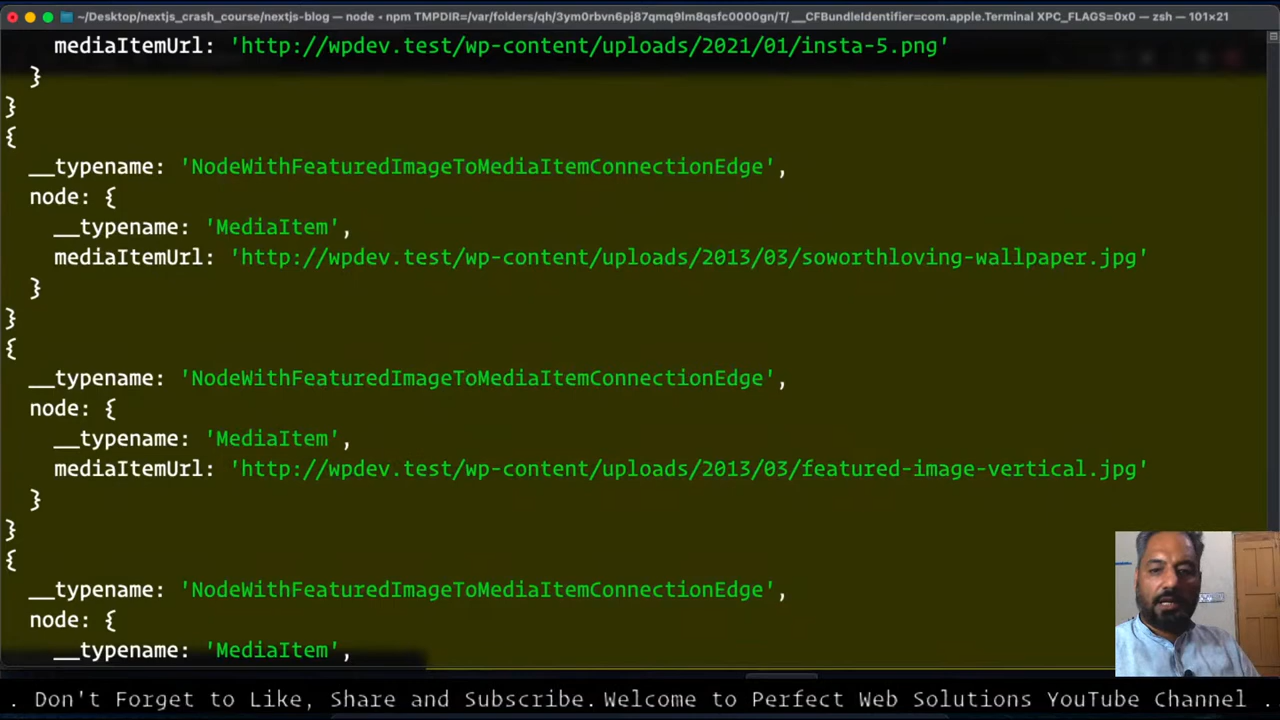 ~/Desktop/nextjs_crash_course/nextjs-blog — node • npm TMPDIR=/var/folders/qh/3ym0rbvn6pj87qmq9lm8qsfc0000gn/T/ __CFBundleIdentifier=com.apple.Terminal XPC_FLAGS=0x0 — zsh — 101×21
mediaItemUrl: 'http://wpdev.test/wp-content/uploads/2021/01/insta-5.png'
}
}
{
__typename: 'NodeWithFeaturedImageToMediaItemConnectionEdge',
node: {
__typename: 'MediaItem',
mediaItemUrl: 'http://wpdev.test/wp-content/uploads/2013/03/soworthloving-wallpaper.jpg'
}
}
{
__typename: 'NodeWithFeaturedImageToMediaItemConnectionEdge',
node: {
__typename: 'MediaItem',
mediaItemUrl: 'http://wpdev.test/wp-content/uploads/2013/03/featured-image-vertical.jpg'
}
}
{
__typename: 'NodeWithFeaturedImageToMediaItemConnectionEdge',
node: {
__typename: 'MediaItem',
. Don't Forget to Like, Share and Subscribe. Welcome to Perfect Web Solutions YouTube Channel .